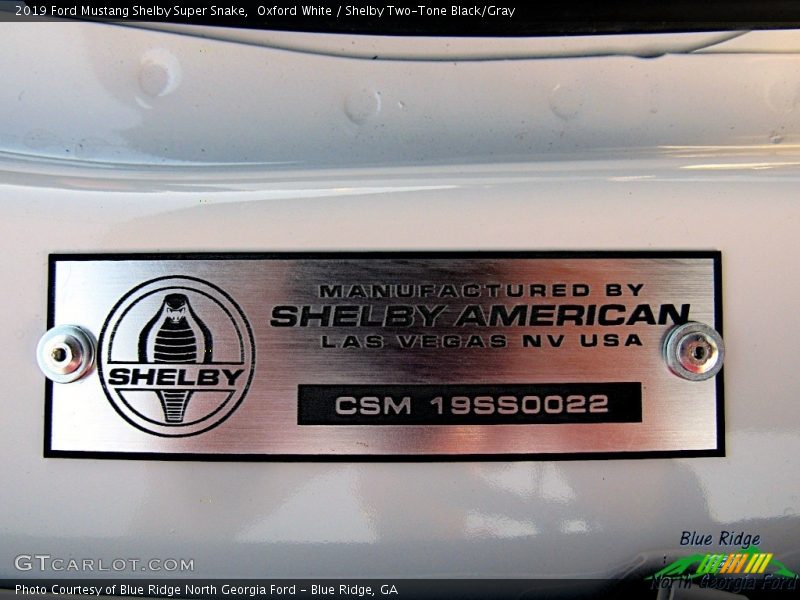 2019 Ford Mustang Shelby Super Snake,  Oxford White / Shelby Two-Tone Black/Gray
MANUFACTURED BY
SHELBY AMERICAN
LAS VEGAS NV USA
SHELBY
CSM 19SS0022
GTCARLOT.COM
Blue Ridge
North Georgia Ford
Photo Courtesy of Blue Ridge North Georgia Ford – Blue Ridge, GA